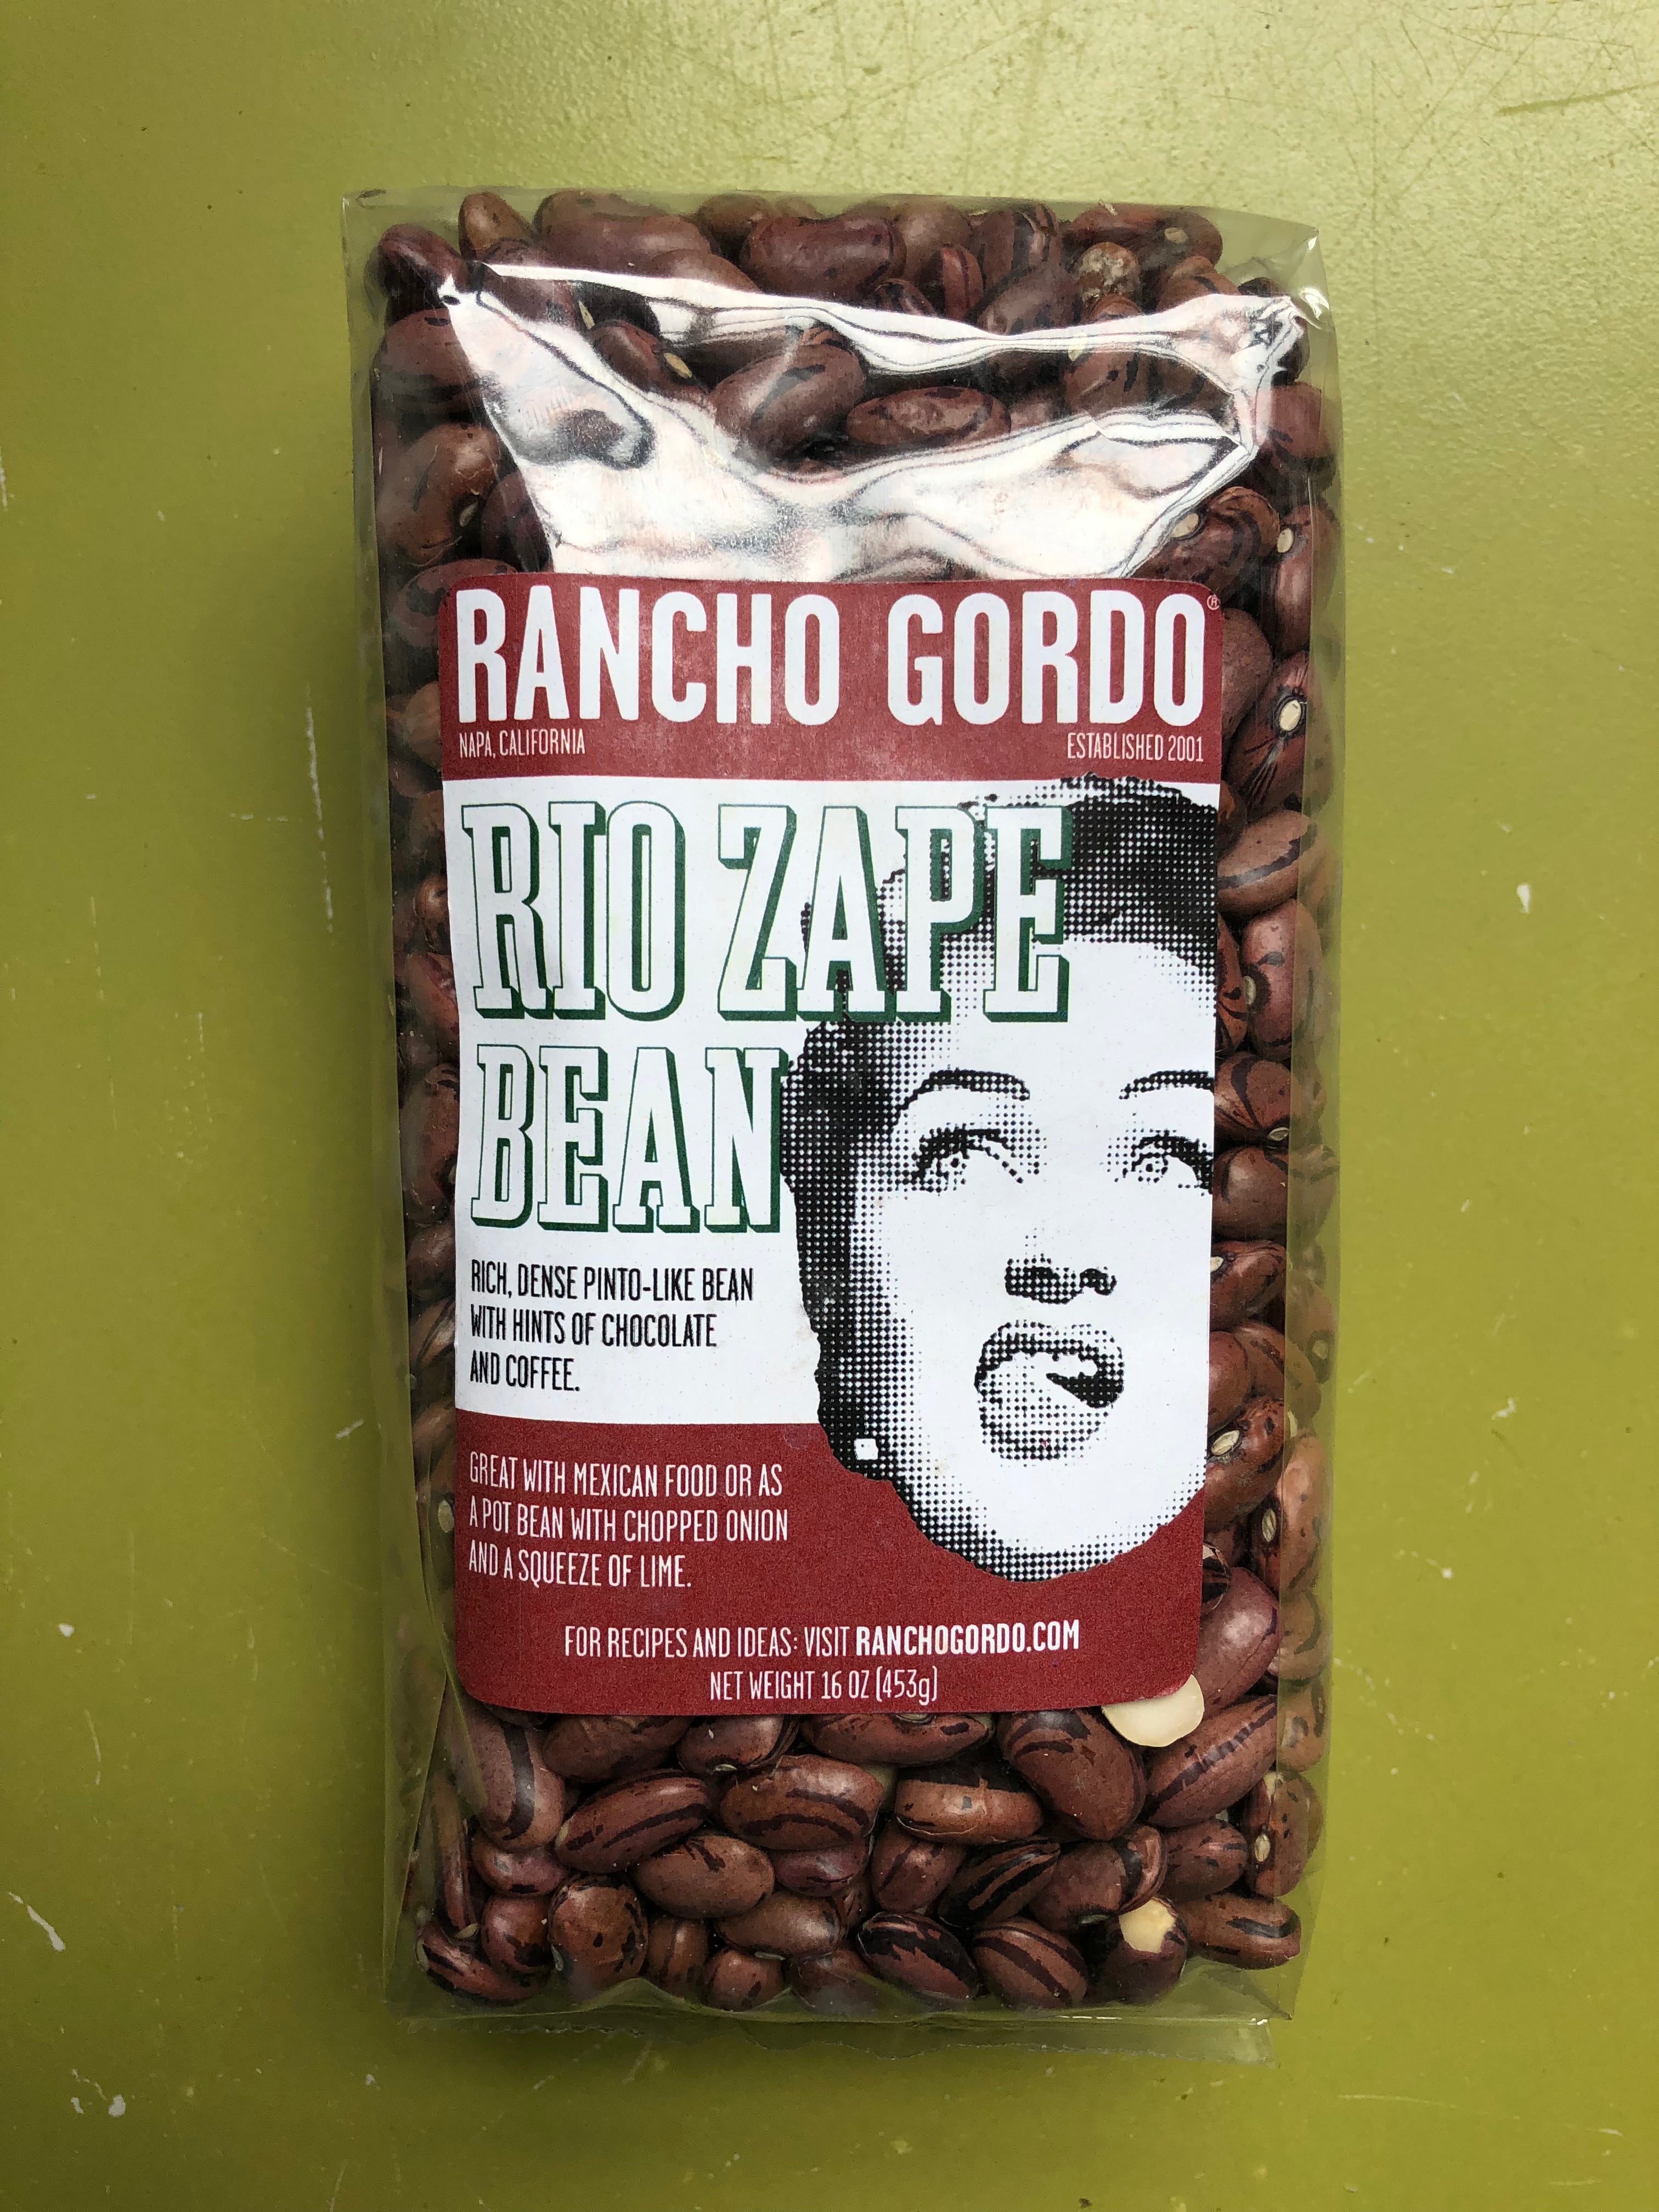 RANCHO GORDO®
NAPA, CALIFORNIA
ESTABLISHED 2001
RIO ZAPE
BEAN
RICH, DENSE PINTO-LIKE BEAN
WITH HINTS OF CHOCOLATE
AND COFFEE.
GREAT WITH MEXICAN FOOD OR AS
A POT BEAN WITH CHOPPED ONION
AND A SQUEEZE OF LIME.
FOR RECIPES AND IDEAS: VISIT RANCHOGORDO.COM
NET WEIGHT 16 OZ (453g)